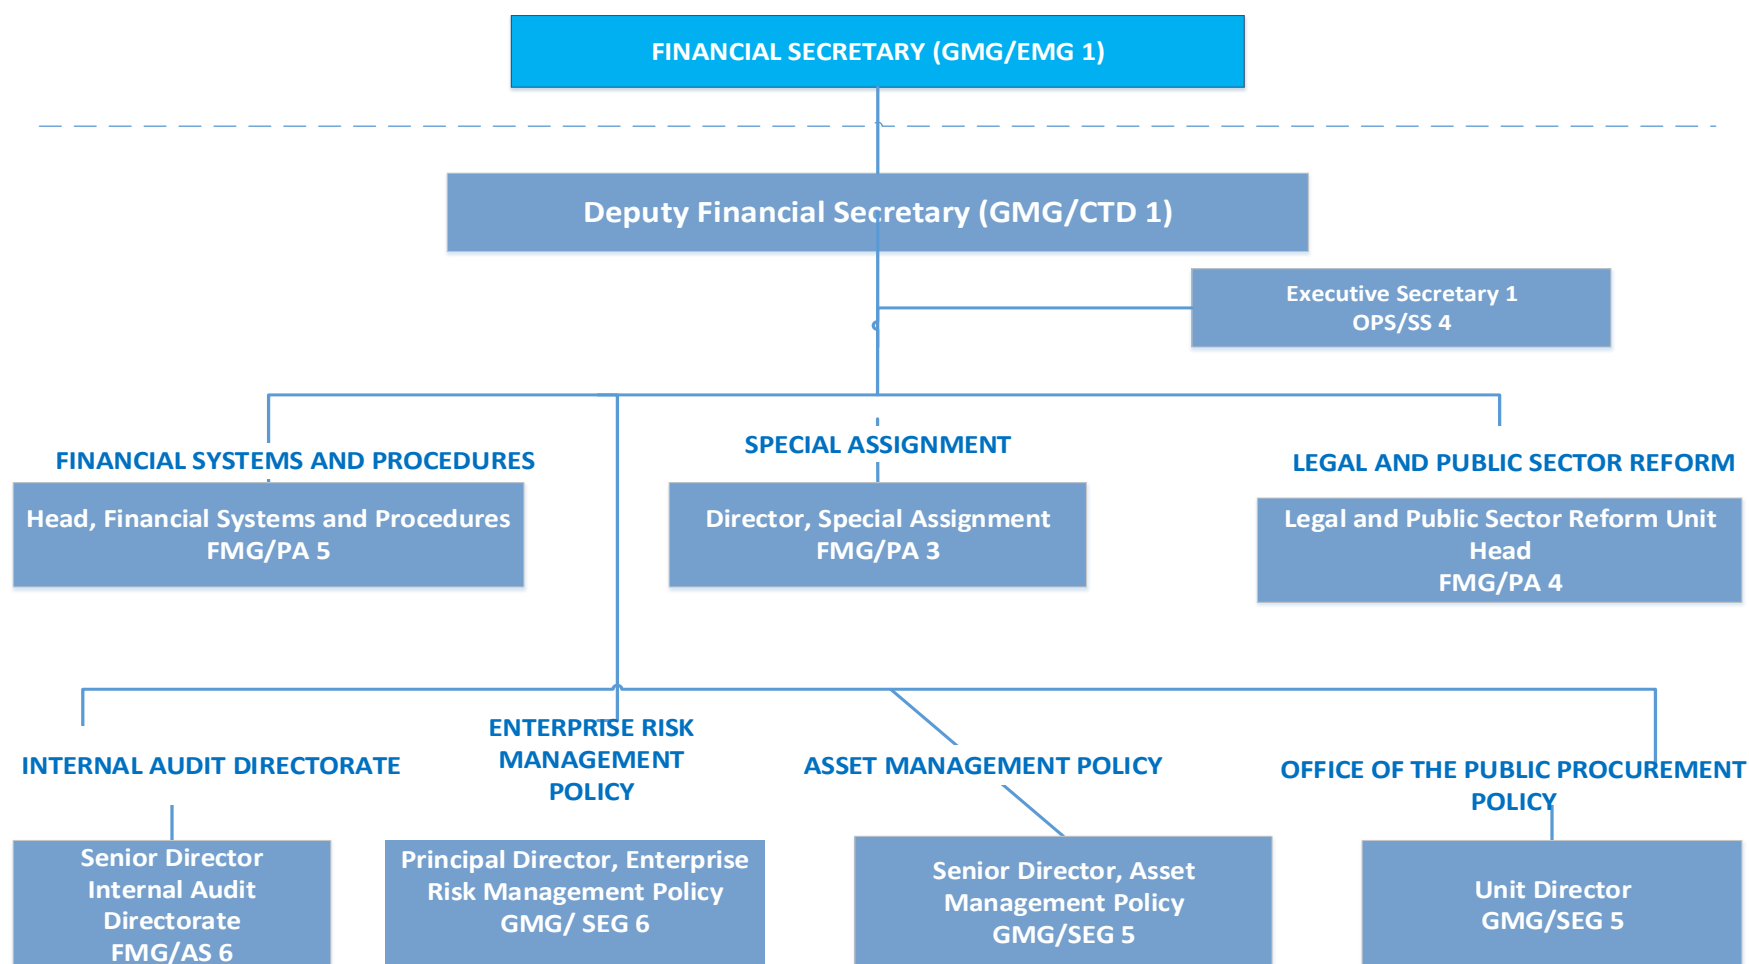 FINANCIAL SECRETARY (GMG/EMG 1)
Deputy Financial Secretary (GMG/CTD 1)
Executive Secretary 1
OPS/SS 4
FINANCIAL SYSTEMS AND PROCEDURES
Head, Financial Systems and Procedures
FMG/PA 5
SPECIAL ASSIGNMENT
Director, Special Assignment
FMG/PA 3
LEGAL AND PUBLIC SECTOR REFORM
Legal and Public Sector Reform Unit
Head
FMG/PA 4
INTERNAL AUDIT DIRECTORATE
Senior Director
Internal Audit
Directorate
FMG/AS 6
ENTERPRISE RISK
MANAGEMENT
POLICY
Principal Director, Enterprise
Risk Management Policy
GMG/ SEG 6
ASSET MANAGEMENT POLICY
Senior Director, Asset
Management Policy
GMG/SEG 5
OFFICE OF THE PUBLIC PROCUREMENT
POLICY
Unit Director
GMG/SEG 5